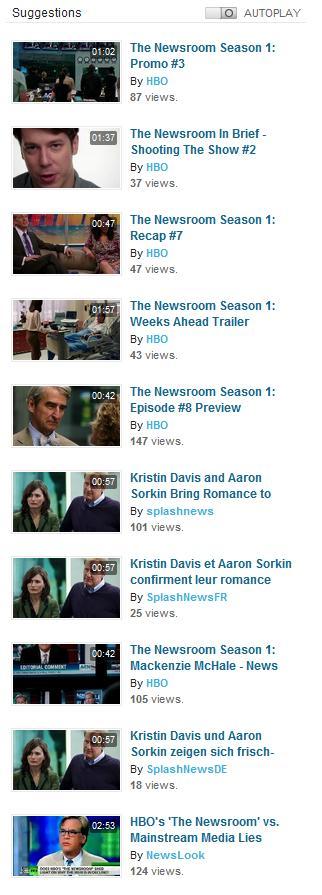 Suggestions
AUTOPLAY
01:02
The Newsroom Season 1:
Promo #3
By HBO
87 views.
01:37
The Newsroom In Brief -
Shooting The Show #2
By HBO
37 views.
00:47
The Newsroom Season 1:
Recap #7
By HBO
47 views.
01:57
The Newsroom Season 1:
Weeks Ahead Trailer
By HBO
43 views.
00:42
The Newsroom Season 1:
Episode #8 Preview
By HBO
147 views.
00:57
Kristin Davis and Aaron
Sorkin Bring Romance to
By splashnews
101 views.
00:57
Kristin Davis et Aaron Sorkin
confirment leur romance
By SplashNewsFR
25 views.
00:42
EDITORIAL COMMENT
The Newsroom Season 1:
Mackenzie McHale - News
By HBO
105 views.
00:57
Kristin Davis und Aaron
Sorkin zeigen sich frisch-
By SplashNewsDE
18 views.
02:53
HBO's 'The Newsroom' vs.
Mainstream Media Lies
By NewsLook
124 views.